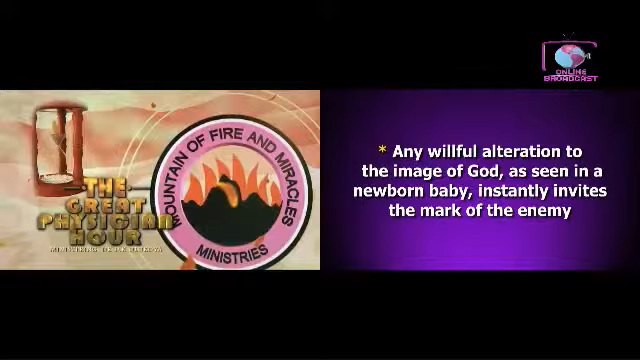 ONLINE
BROADCAST
THE
GREAT
PHYSICIAN
HOUR
MOUNTAIN OF FIRE AND MIRACLES
MINISTRIES
* Any willful alteration to
the image of God, as seen in a
newborn baby, instantly invites
the mark of the enemy